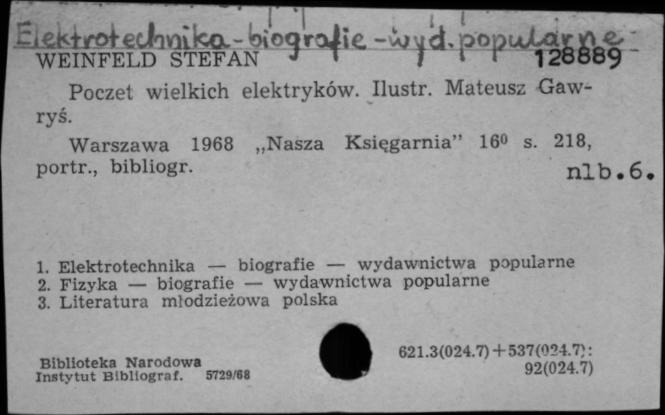 Elektrotechnika - biografie - wyd. popularne
WEINFELD STEFAN 128889
Poczet wielkich elektryków. Ilustr. Mateusz Gaw-
ryś.
Warszawa 1968 „Nasza Księgarnia” 16⁰ s. 218,
portr., bibliogr. nlb.6.
1. Elektrotechnika — biografie — wydawnictwa popularne
2. Fizyka — biografie — wydawnictwa popularne
3. Literatura młodzieżowa polska
621.3(024.7)+537(024.7):
92(024.7)
Biblioteka Narodowa
Instytut Bibliograf. 5729/68